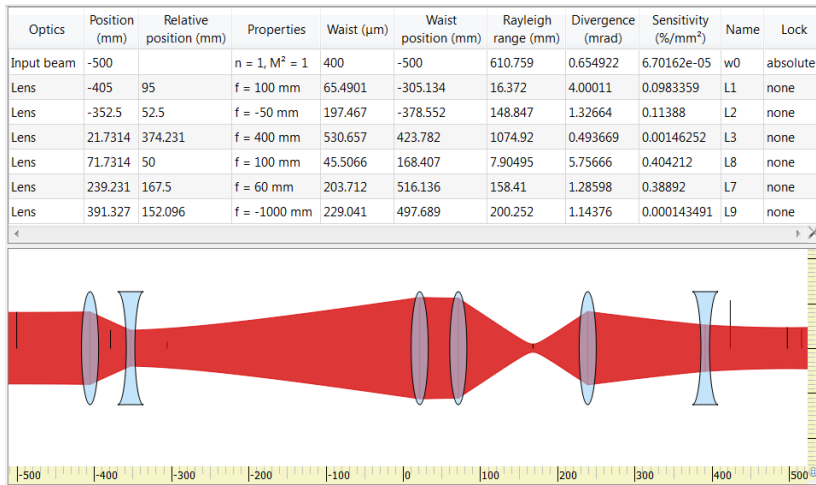 Optics Position (mm) Relative position (mm) Properties Waist (μm) Waist position (mm) Rayleigh range (mm) Divergence (mrad) Sensitivity (%/mm²) Name Lock
Input beam -500 n = 1, M² = 1 400 -500 610.759 0.654922 6.70162e-05 w0 absolute
Lens -405 95 f = 100 mm 65.4901 -305.134 16.372 4.00011 0.0983359 L1 none
Lens -352.5 52.5 f = -50 mm 197.467 -378.552 148.847 1.32664 0.11388 L2 none
Lens 21.7314 374.231 f = 400 mm 530.657 423.782 1074.92 0.493669 0.00146252 L3 none
Lens 71.7314 50 f = 100 mm 45.5066 168.407 7.90495 5.75666 0.404212 L8 none
Lens 239.231 167.5 f = 60 mm 203.712 516.136 158.41 1.28598 0.38892 L7 none
Lens 391.327 152.096 f = -1000 mm 229.041 497.689 200.252 1.14376 0.000143491 L9 none
-500 -400 -300 -200 -100 0 100 200 300 400 500